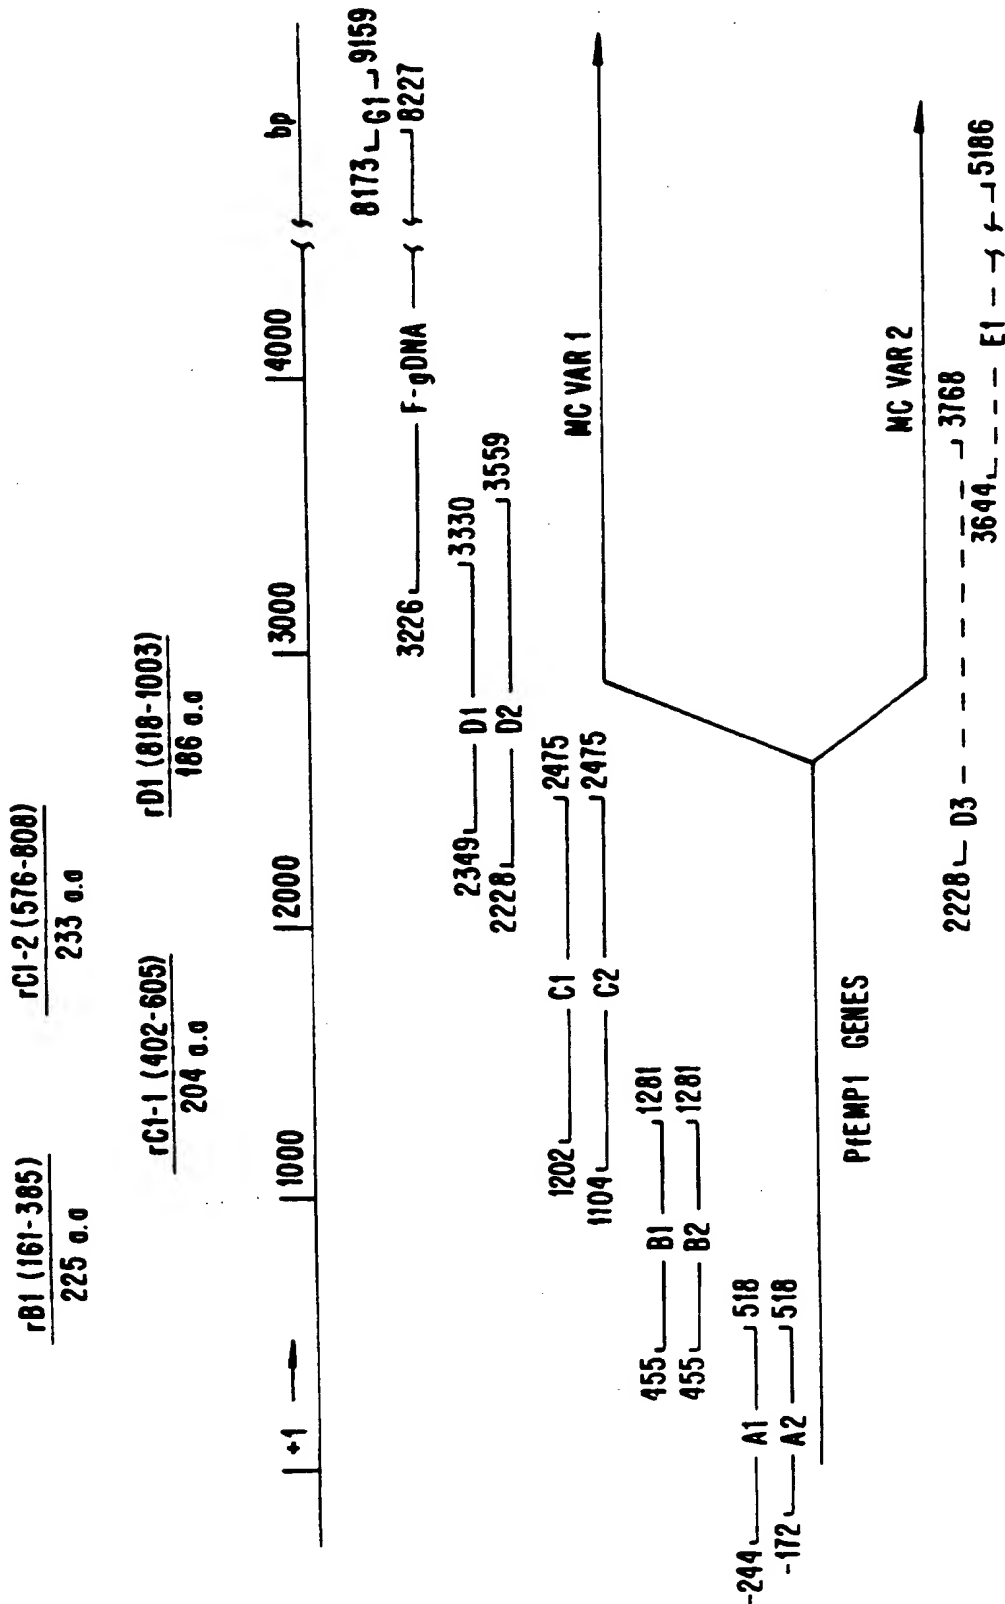 rB1 (161-385)
225 a.a
rC1-1 (402-605)
204 a.a
rC1-2 (576-808)
233 a.a
rD1 (818-1003)
186 a.a
+1
1000
2000
3000
4000
bp
8173 G1 9159
3226 F-gDNA 8227
2349 D1 3330
2228 D2 3559
1202 C1 2475
1104 C2 2475
455 B1 1281
455 B2 1281
-244 A1 518
-172 A2 518
MC VAR 1
PfEMP1 GENES
MC VAR 2
2228 D3 3768
3644 E1 5186